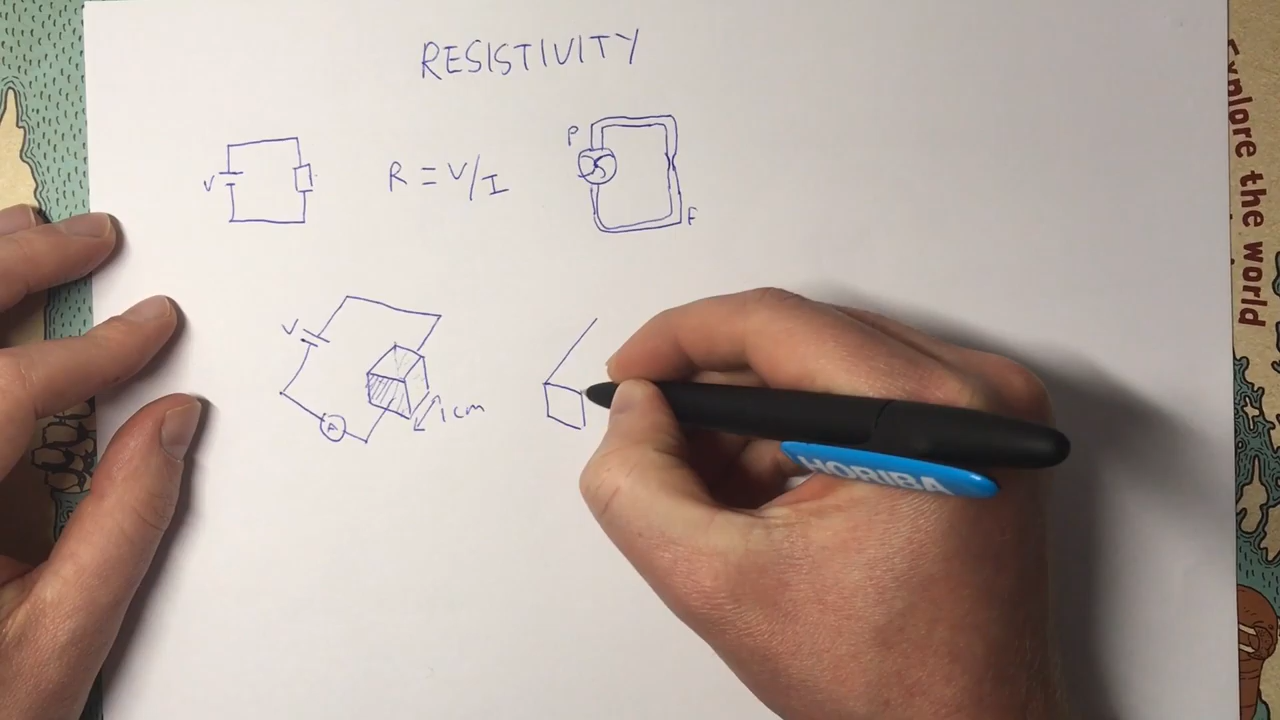 RESISTIVITY
V
R = V/I
P
F
V
A
1cm
HORIBA
Explore the world